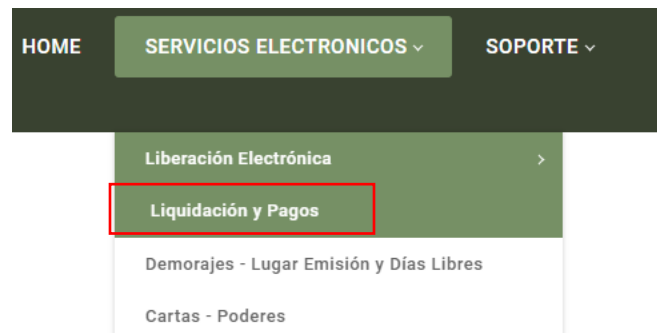 HOME SERVICIOS ELECTRONICOS SOPORTE
Liberación Electrónica
Liquidación y Pagos
Demorajes - Lugar Emisión y Días Libres
Cartas - Poderes